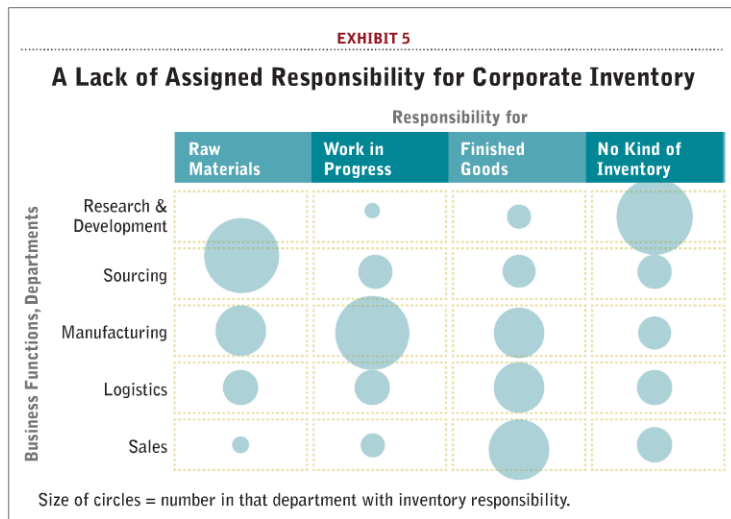 EXHIBIT 5
A Lack of Assigned Responsibility for Corporate Inventory
Responsibility for
Raw
Materials
Work in
Progress
Finished
Goods
No Kind of
Inventory
Business Functions, Departments
Research &
Development
Sourcing
Manufacturing
Logistics
Sales
Size of circles = number in that department with inventory responsibility.